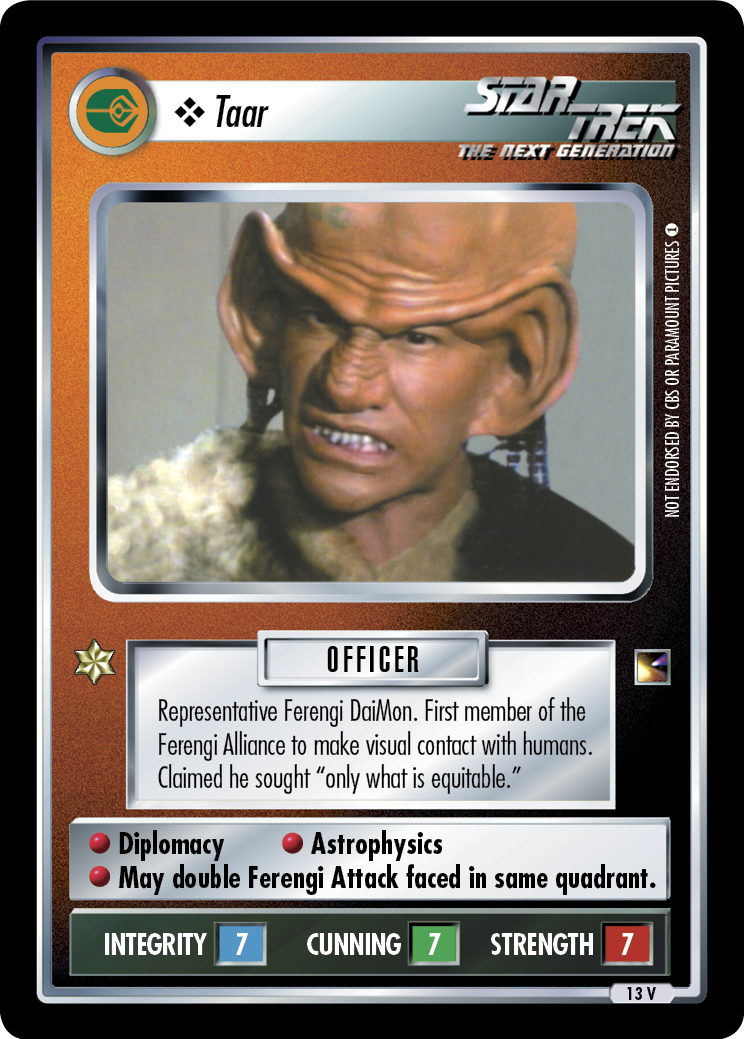 ❖ Taar
STAR TREK
THE NEXT GENERATION
NOT ENDORSED BY CBS OR PARAMOUNT PICTURES 1
OFFICER
Representative Ferengi DaiMon. First member of the
Ferengi Alliance to make visual contact with humans.
Claimed he sought “only what is equitable.”
Diplomacy Astrophysics
May double Ferengi Attack faced in same quadrant.
INTEGRITY 7 CUNNING 7 STRENGTH 7
13 V